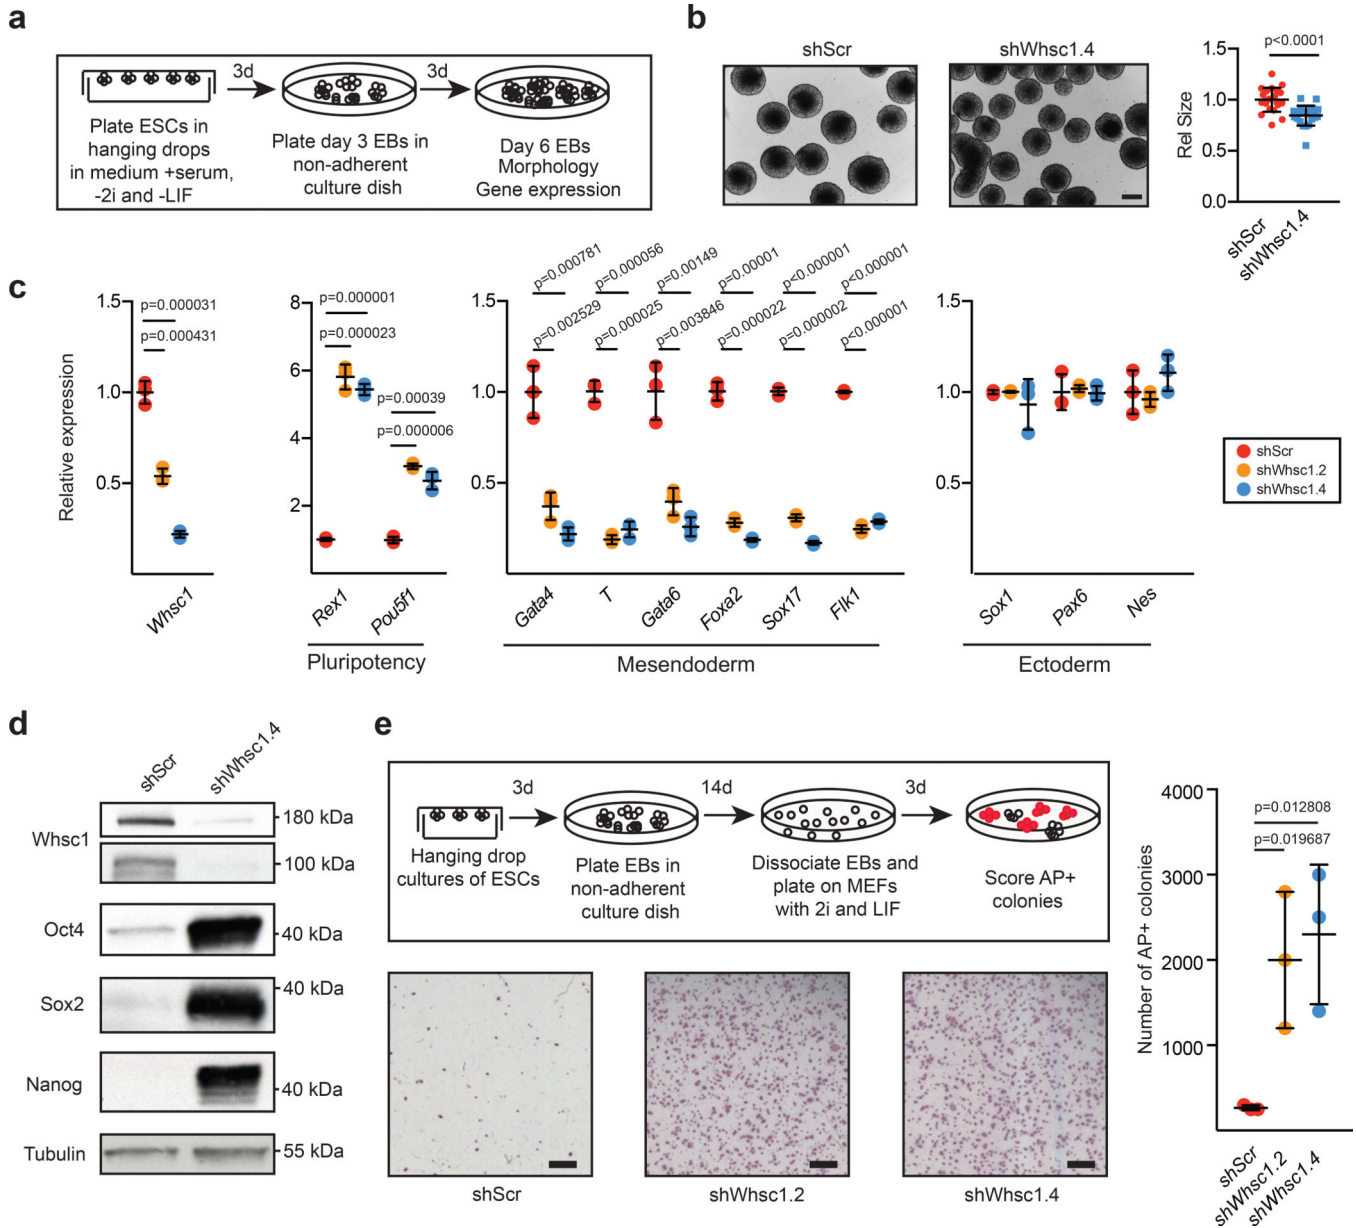 a
3d
3d
Plate ESCs in
hanging drops
in medium +serum,
-2i and -LIF
Plate day 3 EBs in
non-adherent
culture dish
Day 6 EBs
Morphology
Gene expression
b
shScr
shWhsc1.4
Rel Size
1.5
1.0
0.5
0.0
p<0.0001
shScr
shWhsc1.4
c
Relative expression
1.5
1.0
0.5
p=0.000031
p=0.000431
Whsc1
8
6
4
2
p=0.000001
p=0.000023
p=0.00039
p=0.000006
Rex1
Pou5f1
Pluripotency
1.5
1.0
0.5
p=0.000781
p=0.000056
p=0.00149
p=0.00001
p<0.000001
p<0.000001
p=0.002529
p=0.000025
p=0.003846
p=0.000022
p=0.000002
p<0.000001
Gata4
T
Gata6
Foxa2
Sox17
Flk1
Mesendoderm
1.5
1.0
0.5
Sox1
Pax6
Nes
Ectoderm
shScr
shWhsc1.2
shWhsc1.4
d
shScr
shWhsc1.4
Whsc1
180 kDa
100 kDa
Oct4
40 kDa
Sox2
40 kDa
Nanog
40 kDa
Tubulin
55 kDa
e
3d
14d
3d
Hanging drop
cultures of ESCs
Plate EBs in
non-adherent
culture dish
Dissociate EBs and
plate on MEFs
with 2i and LIF
Score AP+
colonies
shScr
shWhsc1.2
shWhsc1.4
Number of AP+ colonies
4000
3000
2000
1000
p=0.012808
p=0.019687
shScr
shWhsc1.2
shWhsc1.4